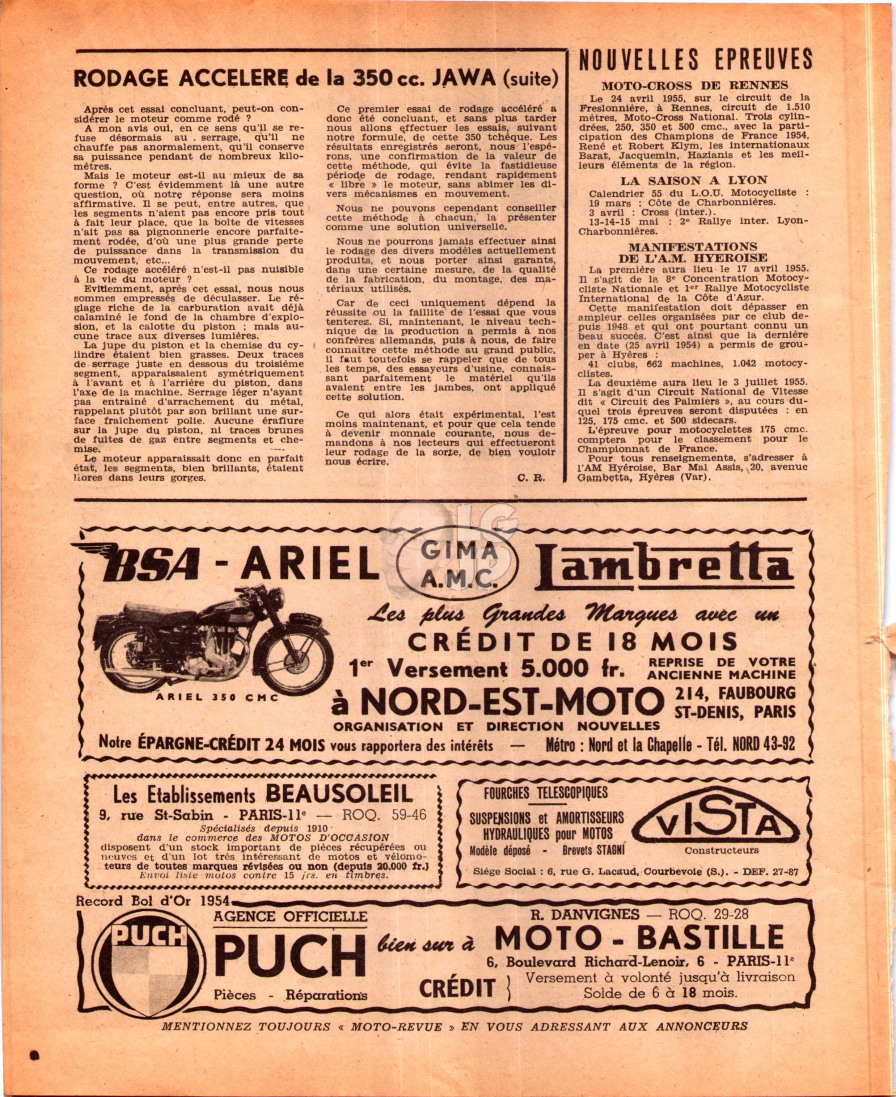 RODAGE ACCELERE de la 350 cc. JAWA (suite)
Après cet essai concluant, peut-on con-
sidérer le moteur comme rodé ?
A mon avis oui, en ce sens qu'il se re-
fuse désormais au serrage, qu'il ne
chauffe pas anormalement, qu'il conserve
sa puissance pendant de nombreux kilo-
mètres.
Mais le moteur est-il au mieux de sa
forme ? C'est évidemment là une autre
question, où notre réponse sera moins
affirmative. Il se peut, entre autres, que
les segments n'aient pas encore pris tout
à fait leur place, que la boîte de vitesses
n'ait pas sa pignonerie encore parfaite-
ment rodée, d'où une plus grande perte
de puissance dans la transmission du
mouvement, etc...
Ce rodage accéléré n'est-il pas nuisible
à la vie du moteur ?
Evidemment, après cet essai, nous nous
sommes empressés de déculasser. Le ré-
glage riche de la carburation avait déjà
calaminé le fond de la chambre d'explo-
sion, et la calotte du piston ; mais au-
cune trace aux diverses lumières.
La jupe du piston et la chemise du cy-
lindre étaient bien grasses. Deux traces
de serrage juste en dessous du troisième
segment, apparaissaient symétriquement
à l'avant et à l'arrière du piston, dans
l'axe de la machine. Serrage léger n'ayant
pas entraîné d'arrachement du métal,
rappelant plutôt par son brillant une sur-
face fraîchement polie. Aucune éraflure
sur la jupe du piston, ni traces brunes
de fuites de gaz entre segments et che-
mise.
Le moteur apparaissait donc en parfait
état, les segments, bien brillants, étaient
libres dans leurs gorges.
Ce premier essai de rodage accéléré a
donc été concluant, et sans plus tarder
nous allons effectuer les essais, suivant
notre formule, de cette 350 tchèque. Les
résultats enregistrés seront, nous l'espé-
rons, une confirmation de la valeur de
cette méthode, qui évite la fastidieuse
période de rodage, rendant rapidement
« libre » le moteur, sans abimer les di-
vers mécanismes en mouvement.
Nous ne pouvons cependant conseiller
cette méthode à chacun, la présenter
comme une solution universelle.
Nous ne pourrons jamais effectuer ainsi
le rodage des divers modèles actuellement
produits, et nous porter ainsi garants,
dans une certaine mesure, de la qualité
de la fabrication, du montage, des ma-
tériaux utilisés.
Car de ceci uniquement dépend la
réussite ou la faillite de l'essai que vous
tenterez. Si, maintenant, le niveau tech-
nique de la production a permis à nos
confrères allemands, puis à nous, de faire
connaître cette méthode au grand public,
il faut toutefois se rappeler que de tous
les temps, des essayeurs d'usine, connais-
sant parfaitement le matériel qu'ils
avaient entre les jambes, ont appliqué
cette solution.
Ce qui alors était expérimental, l'est
moins maintenant, et pour que cela tende
à devenir monnaie courante, nous de-
mandons à nos lecteurs qui effectueront
leur rodage de la sorte, de bien vouloir
nous écrire.
C. R.
NOUVELLES EPREUVES
MOTO-CROSS DE RENNES
Le 24 avril 1955, sur le circuit de la
Freslonnière, à Rennes, circuit de 1.510
mètres, Moto-Cross National. Trois cylin-
drées, 250, 350 et 500 cmc., avec la parti-
cipation des Champions de France 1954,
René et Robert Klym, les internationaux
Barat, Jacquemin, Hazianis et les meil-
leurs éléments de la région.
LA SAISON A LYON
Calendrier 55 du L.O.U. Motocycliste :
19 mars : Côte de Charbonnières.
3 avril : Cross (inter.).
13-14-15 mai : 2e Rallye inter. Lyon-
Charbonnières.
MANIFESTATIONS
DE L'A.M. HYEROISE
La première aura lieu le 17 avril 1955.
Il s'agit de la 8e Concentration Motocy-
cliste Nationale et 1er Rallye Motocycliste
International de la Côte d'Azur.
Cette manifestation doit dépasser en
ampleur celles organisées par ce club de-
puis 1948 et qui ont pourtant connu un
beau succès. C'est ainsi que la dernière
en date (25 avril 1954) a permis de grou-
per à Hyères :
41 clubs, 662 machines, 1.042 motocy-
clistes.
La deuxième aura lieu le 3 juillet 1955.
Il s'agit d'un Circuit National de Vitesse
dit « Circuit des Palmiers », au cours du-
quel trois épreuves seront disputées : en
125, 175 cmc. et 500 sidecars.
L'épreuve pour motocyclettes 175 cmc.
comptera pour le classement pour le
Championnat de France.
Pour tous renseignements, s'adresser à
l'AM Hyéroise, Bar Mal Assis, 20, avenue
Gambetta, Hyères (Var).
BSA - ARIEL
GIMA
A.M.C.
Lambretta
Les plus Grandes Marques avec un
CRÉDIT DE 18 MOIS
1er Versement 5.000 fr.
REPRISE DE VOTRE
ANCIENNE MACHINE
ARIEL 350 CMC
à NORD-EST-MOTO
214, FAUBOURG
ST-DENIS, PARIS
ORGANISATION ET DIRECTION NOUVELLES
Notre ÉPARGNE-CRÉDIT 24 MOIS vous rapportera des intérêts — Métro : Nord et la Chapelle - Tél. NORD 43-92
Les Etablissements BEAUSOLEIL
9, rue St-Sabin - PARIS-11e - ROQ. 59-46
Spécialisés depuis 1910
dans le commerce des MOTOS D'OCCASION
disposent d'un stock important de pièces récupérées ou
neuves et d'un lot très intéressant de motos et vélomo-
teurs de toutes marques révisées ou non (depuis 20.000 fr.)
Envoi liste motos contre 15 frs. en timbres.
FOURCHES TELESCOPIQUES
SUSPENSIONS et AMORTISSEURS
HYDRAULIQUES pour MOTOS
Modèle déposé - Brevets STAGNI
VISTA
Constructeurs
Siège Social : 6, rue G. Lacaud, Courbevoie (S.). - DEF. 27-87
Record Bol d'Or 1954
PUCH
AGENCE OFFICIELLE
PUCH
Pièces - Réparations
bien sur à
R. DANVIGNES — ROQ. 29-28
MOTO - BASTILLE
6, Boulevard Richard-Lenoir, 6 - PARIS-11e
CRÉDIT }
Versement à volonté jusqu'à livraison
Solde de 6 à 18 mois.
MENTIONNEZ TOUJOURS « MOTO-REVUE » EN VOUS ADRESSANT AUX ANNONCEURS